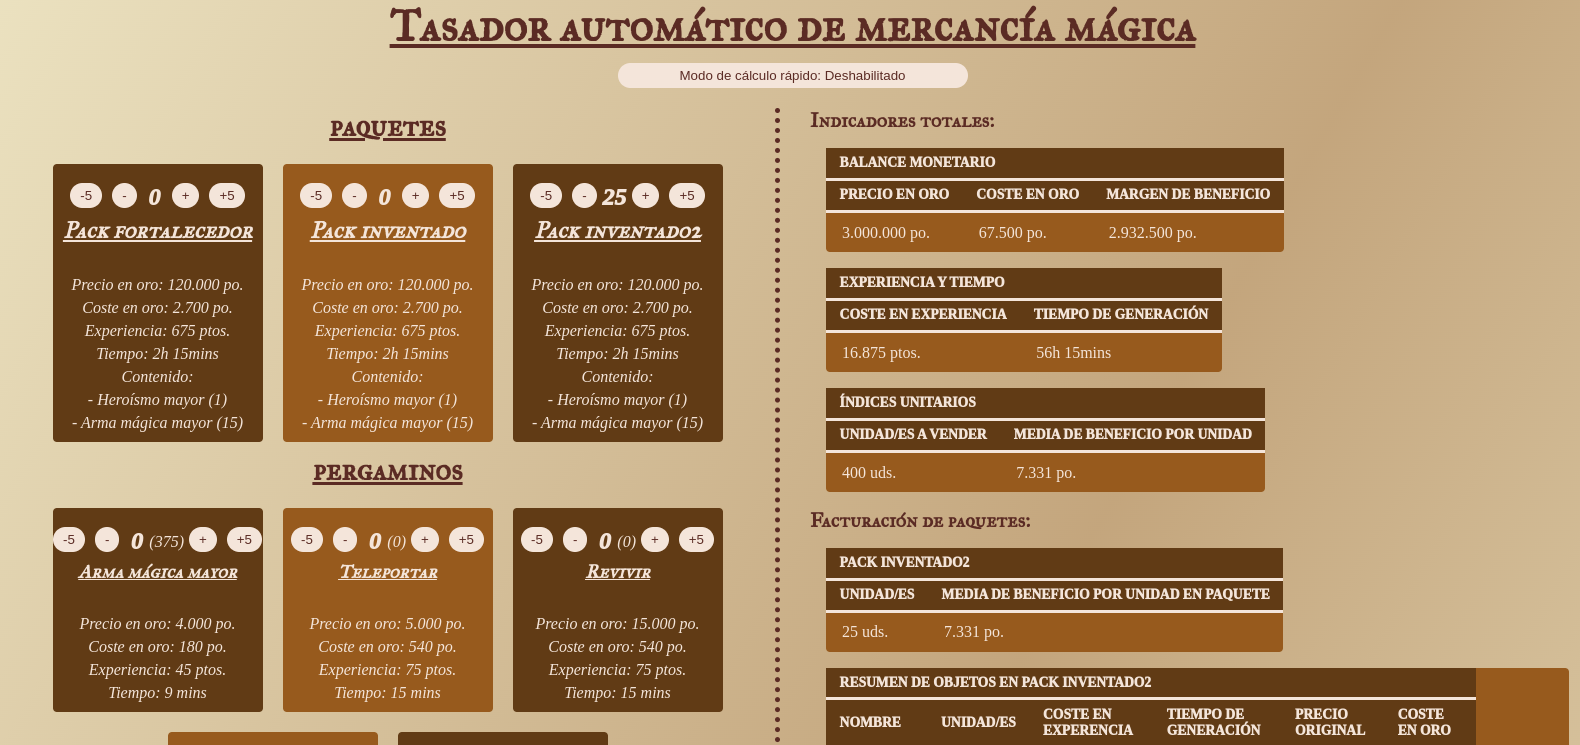 Tasador automático de mercancía mágica
Modo de cálculo rápido: Deshabilitado
paquetes
-5 - 0 + +5
Pack fortalecedor
Precio en oro: 120.000 po.
Coste en oro: 2.700 po.
Experiencia: 675 ptos.
Tiempo: 2h 15mins
Contenido:
- Heroísmo mayor (1)
- Arma mágica mayor (15)
-5 - 0 + +5
Pack inventado
Precio en oro: 120.000 po.
Coste en oro: 2.700 po.
Experiencia: 675 ptos.
Tiempo: 2h 15mins
Contenido:
- Heroísmo mayor (1)
- Arma mágica mayor (15)
-5 - 25 + +5
Pack inventado2
Precio en oro: 120.000 po.
Coste en oro: 2.700 po.
Experiencia: 675 ptos.
Tiempo: 2h 15mins
Contenido:
- Heroísmo mayor (1)
- Arma mágica mayor (15)
pergaminos
-5 - 0 (375) + +5
Arma mágica mayor
Precio en oro: 4.000 po.
Coste en oro: 180 po.
Experiencia: 45 ptos.
Tiempo: 9 mins
-5 - 0 (0) + +5
Teleportar
Precio en oro: 5.000 po.
Coste en oro: 540 po.
Experiencia: 75 ptos.
Tiempo: 15 mins
-5 - 0 (0) + +5
Revivir
Precio en oro: 15.000 po.
Coste en oro: 540 po.
Experiencia: 75 ptos.
Tiempo: 15 mins
Indicadores totales:
BALANCE MONETARIO
PRECIO EN ORO COSTE EN ORO MARGEN DE BENEFICIO
3.000.000 po. 67.500 po. 2.932.500 po.
EXPERIENCIA Y TIEMPO
COSTE EN EXPERIENCIA TIEMPO DE GENERACIÓN
16.875 ptos. 56h 15mins
ÍNDICES UNITARIOS
UNIDAD/ES A VENDER MEDIA DE BENEFICIO POR UNIDAD
400 uds. 7.331 po.
Facturación de paquetes:
PACK INVENTADO2
UNIDAD/ES MEDIA DE BENEFICIO POR UNIDAD EN PAQUETE
25 uds. 7.331 po.
RESUMEN DE OBJETOS EN PACK INVENTADO2
NOMBRE UNIDAD/ES COSTE EN EXPERENCIA TIEMPO DE GENERACIÓN PRECIO ORIGINAL COSTE EN ORO